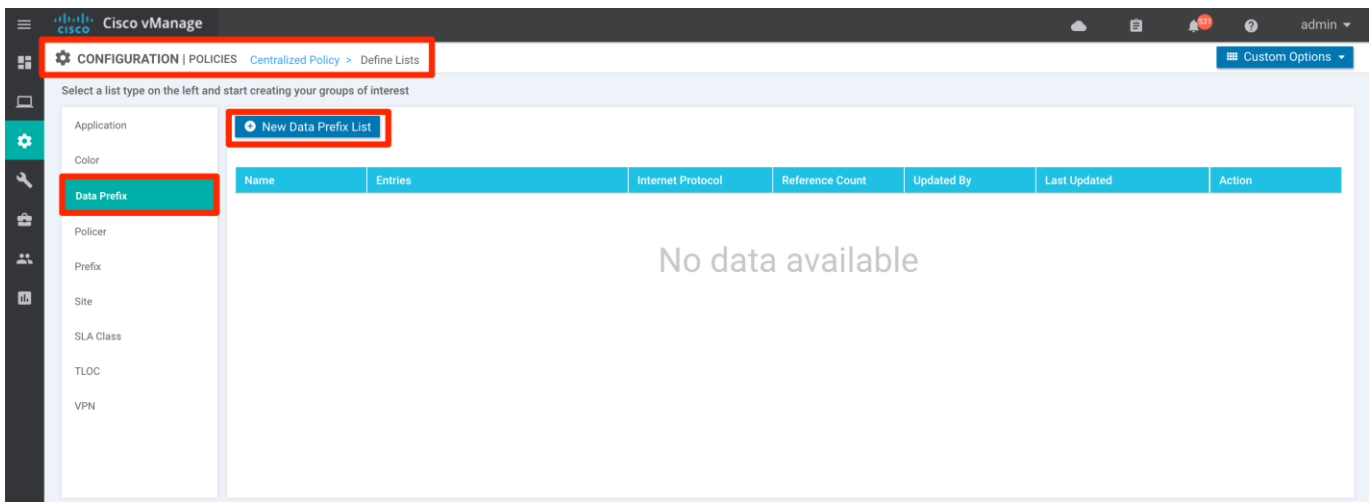 CISCO Cisco vManage 531 admin
CONFIGURATION | POLICIES Centralized Policy > Define Lists Custom Options
Select a list type on the left and start creating your groups of interest
Application
Color
Data Prefix
Policer
Prefix
Site
SLA Class
TLOC
VPN
New Data Prefix List
Name Entries Internet Protocol Reference Count Updated By Last Updated Action
No data available